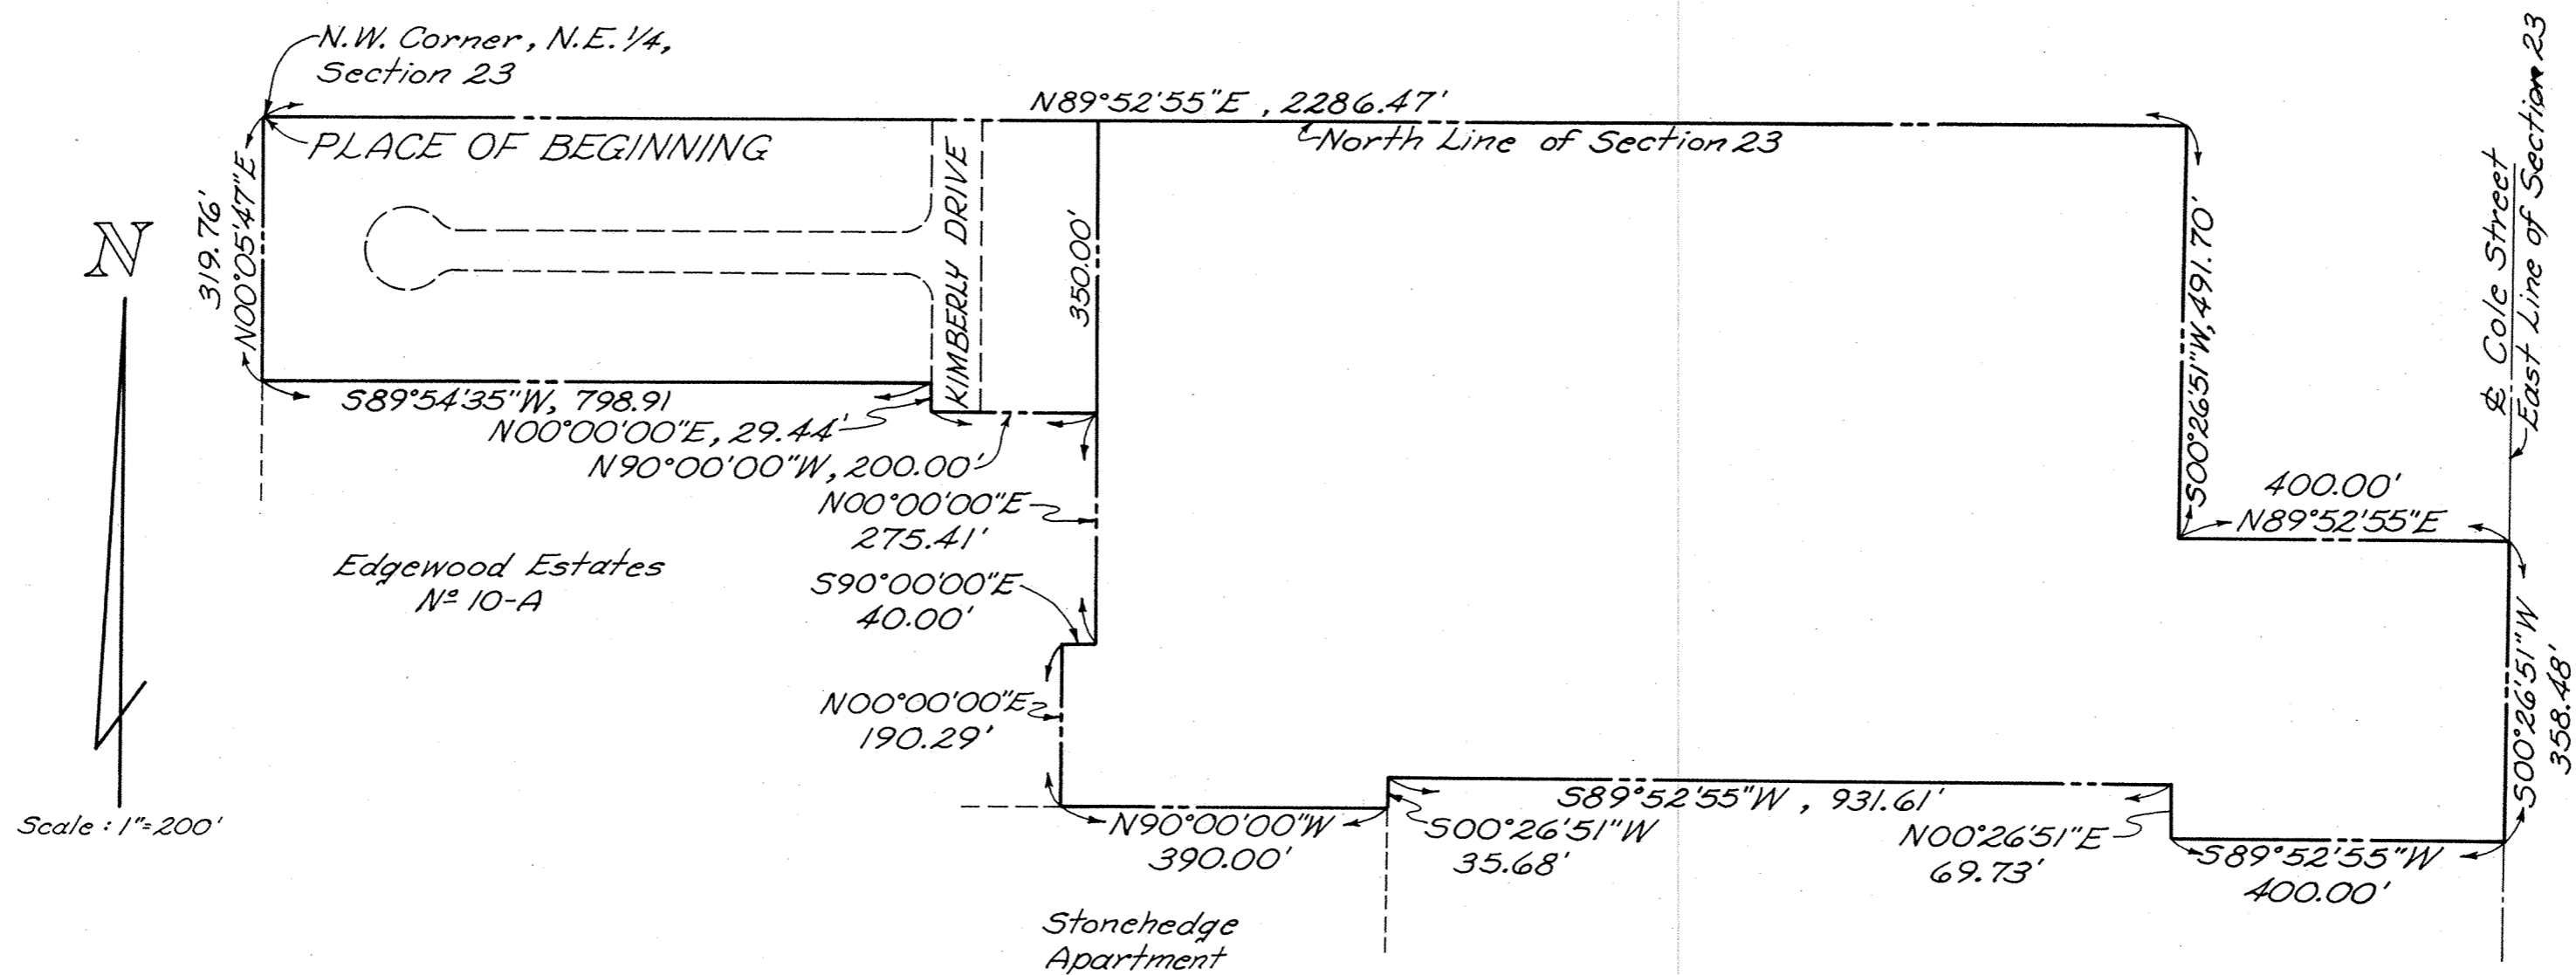 N.W. Corner, N.E. 1/4,
Section 23
N89°52'55"E , 2286.47'
North Line of Section 23
PLACE OF BEGINNING
N
319.76'
N00°05'47"E
KIMBERLY DRIVE
350.00'
S00°26'51"W, 491.70'
℄ Cole Street
East Line of Section 23
S89°54'35"W, 798.91
N00°00'00"E, 29.44'
N90°00'00"W, 200.00'
N00°00'00"E
275.41'
400.00'
N89°52'55"E
Edgewood Estates
Nº 10-A
S90°00'00"E
40.00'
S00°26'51"W
358.48'
N00°00'00"E
190.29'
Scale : 1"=200'
N90°00'00"W
390.00'
S00°26'51"W
35.68'
S89°52'55"W , 931.61'
N00°26'51"E
69.73'
S89°52'55"W
400.00'
Stonehedge
Apartment